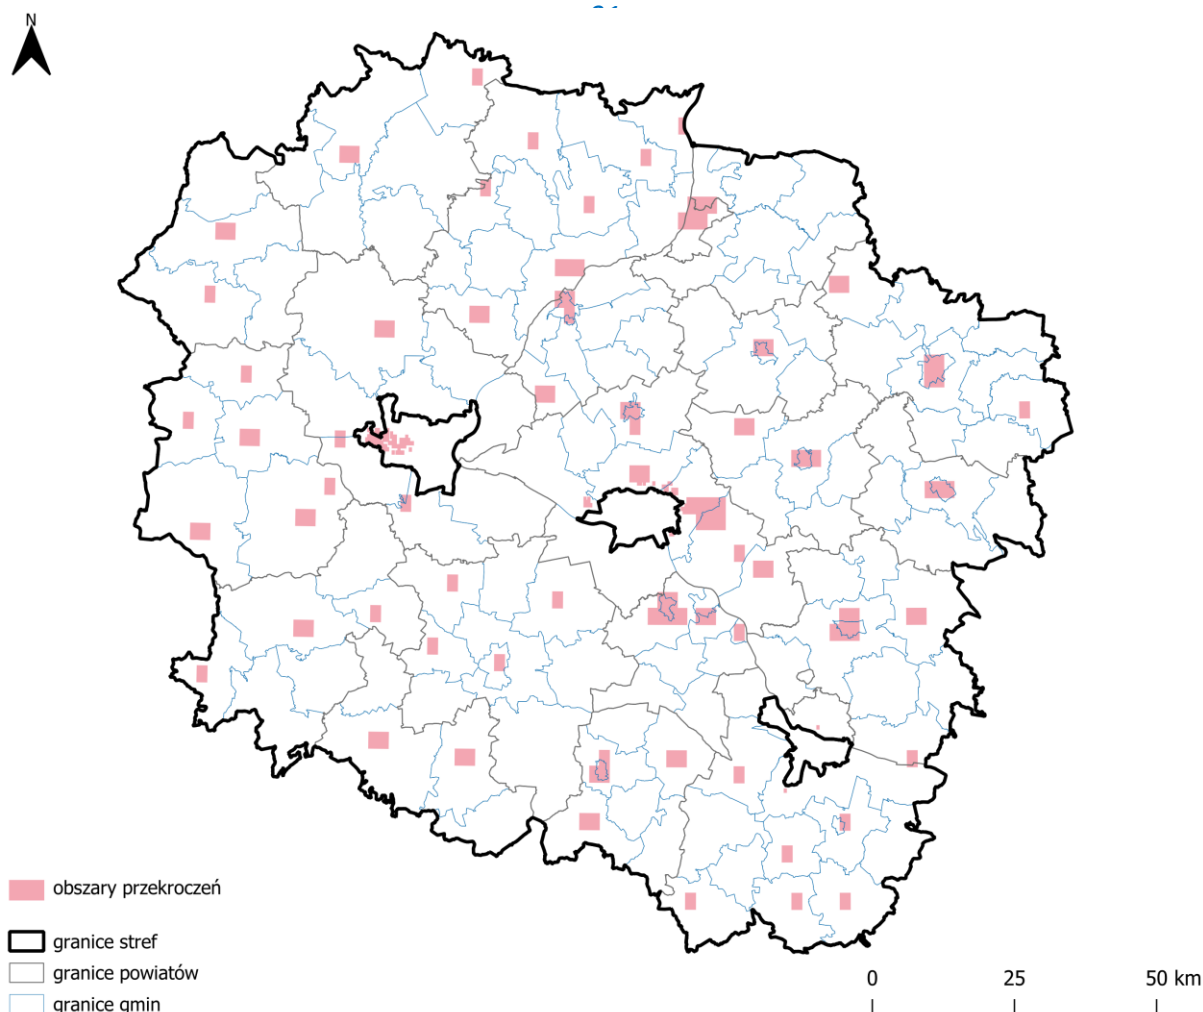 N
obszary przekroczeń
granice stref
granice powiatów
granice gmin
0 25 50 km